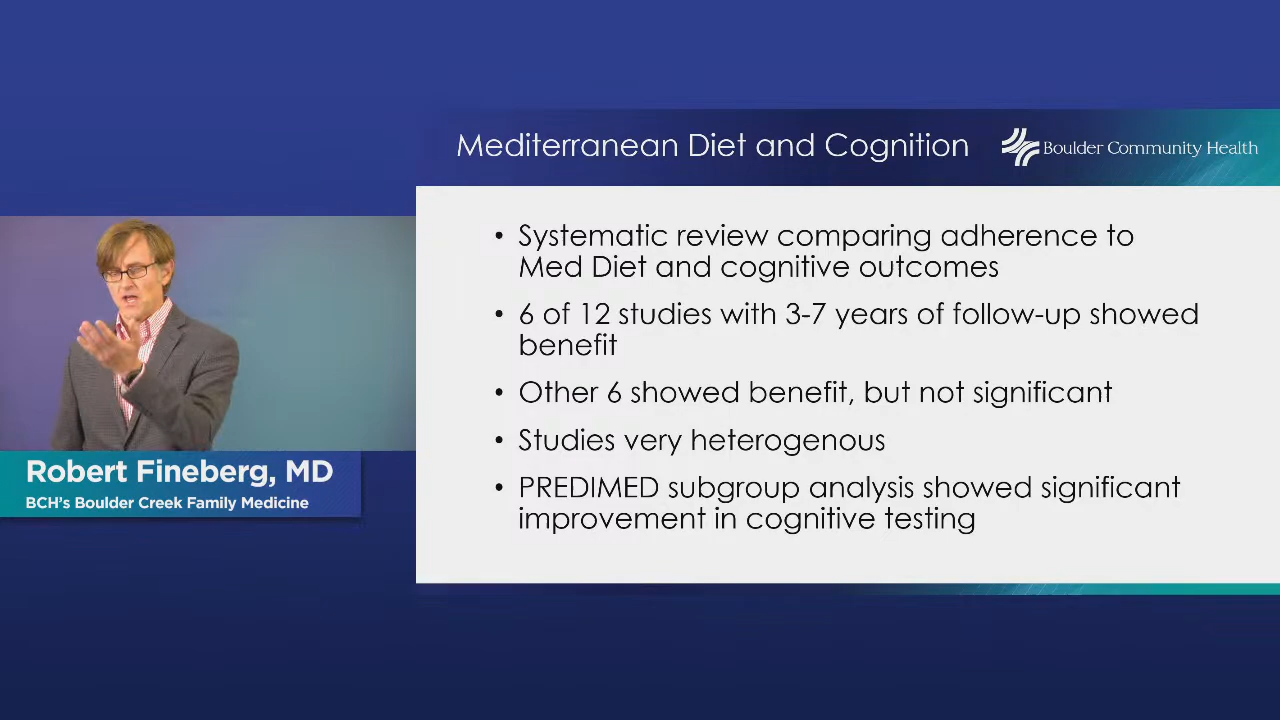 Mediterranean Diet and Cognition
Boulder Community Health
• Systematic review comparing adherence to
Med Diet and cognitive outcomes
• 6 of 12 studies with 3-7 years of follow-up showed
benefit
• Other 6 showed benefit, but not significant
• Studies very heterogenous
• PREDIMED subgroup analysis showed significant
improvement in cognitive testing
Robert Fineberg, MD
BCH’s Boulder Creek Family Medicine